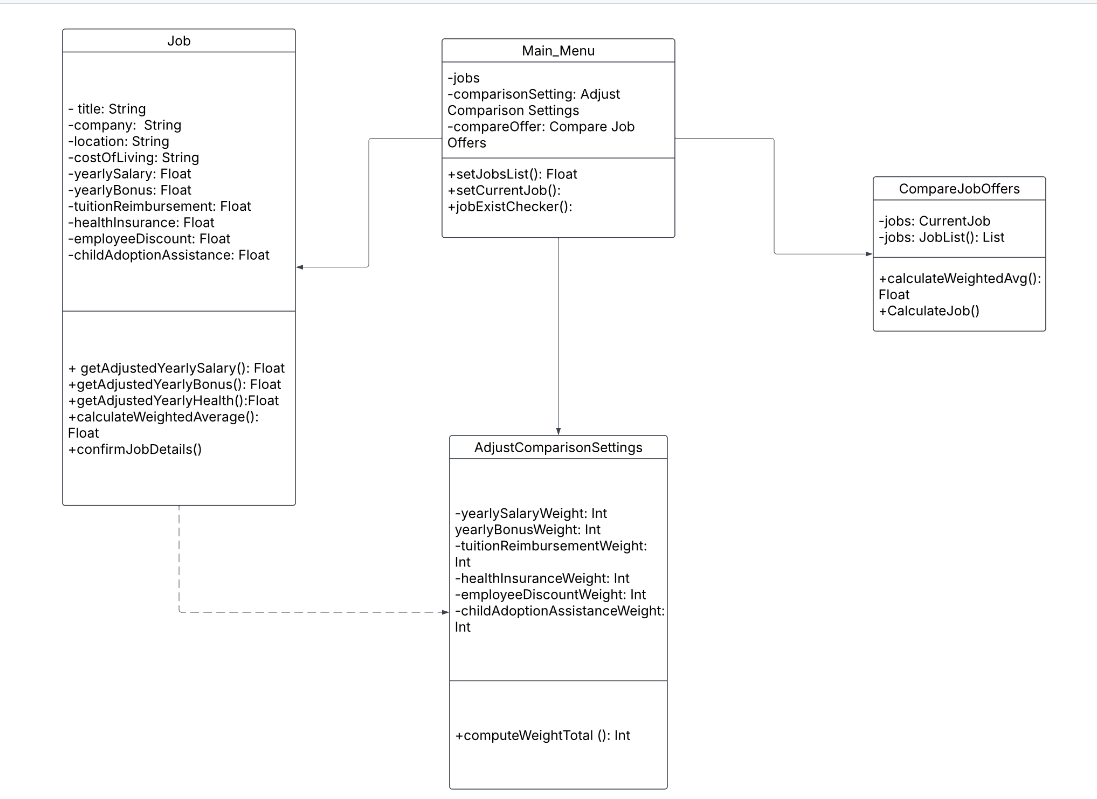 Job
- title: String
-company:  String
-location: String
-costOfLiving: String
-yearlySalary: Float
-yearlyBonus: Float
-tuitionReimbursement: Float
-healthInsurance: Float
-employeeDiscount: Float
-childAdoptionAssistance: Float
+ getAdjustedYearlySalary(): Float
+getAdjustedYearlyBonus(): Float
+getAdjustedYearlyHealth():Float
+calculateWeightedAverage():
Float
+confirmJobDetails()
Main_Menu
-jobs
-comparisonSetting: Adjust
Comparison Settings
-compareOffer: Compare Job
Offers
+setJobsList(): Float
+setCurrentJob():
+jobExistChecker():
CompareJobOffers
-jobs: CurrentJob
-jobs: JobList(): List
+calculateWeightedAvg():
Float
+CalculateJob()
AdjustComparisonSettings
-yearlySalaryWeight: Int
yearlyBonusWeight: Int
-tuitionReimbursementWeight:
Int
-healthInsuranceWeight: Int
-employeeDiscountWeight: Int
-childAdoptionAssistanceWeight:
Int
+computeWeightTotal (): Int